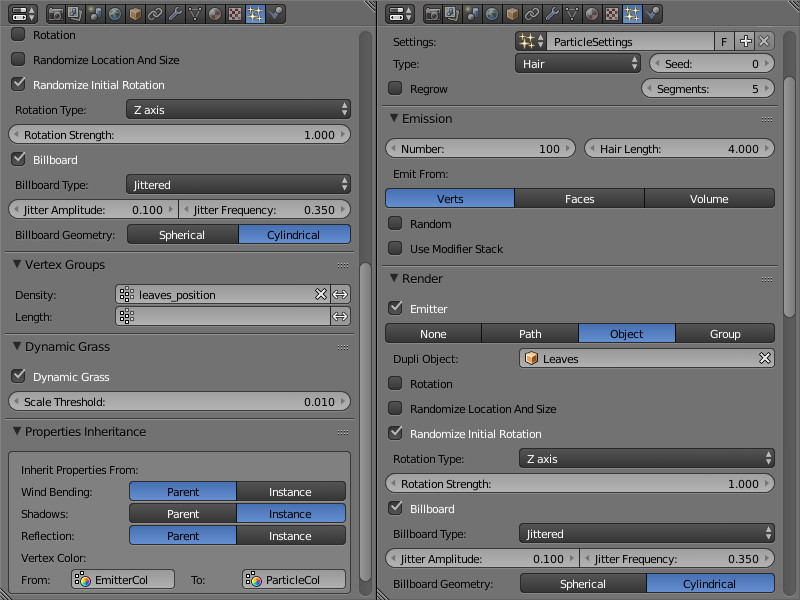 Rotation
Randomize Location And Size
Randomize Initial Rotation
Rotation Type: Z axis
Rotation Strength: 1.000
Billboard
Billboard Type: Jittered
Jitter Amplitude: 0.100 Jitter Frequency: 0.350
Billboard Geometry: Spherical Cylindrical
Vertex Groups
Density: leaves_position
Length:
Dynamic Grass
Dynamic Grass
Scale Threshold: 0.010
Properties Inheritance
Inherit Properties From:
Wind Bending: Parent Instance
Shadows: Parent Instance
Reflection: Parent Instance
Vertex Color:
From: EmitterCol To: ParticleCol
Settings: ParticleSettings F
Type: Hair Seed: 0
Regrow Segments: 5
Emission
Number: 100 Hair Length: 4.000
Emit From:
Verts Faces Volume
Random
Use Modifier Stack
Render
Emitter
None Path Object Group
Dupli Object: Leaves
Rotation
Randomize Location And Size
Randomize Initial Rotation
Rotation Type: Z axis
Rotation Strength: 1.000
Billboard
Billboard Type: Jittered
Jitter Amplitude: 0.100 Jitter Frequency: 0.350
Billboard Geometry: Spherical Cylindrical